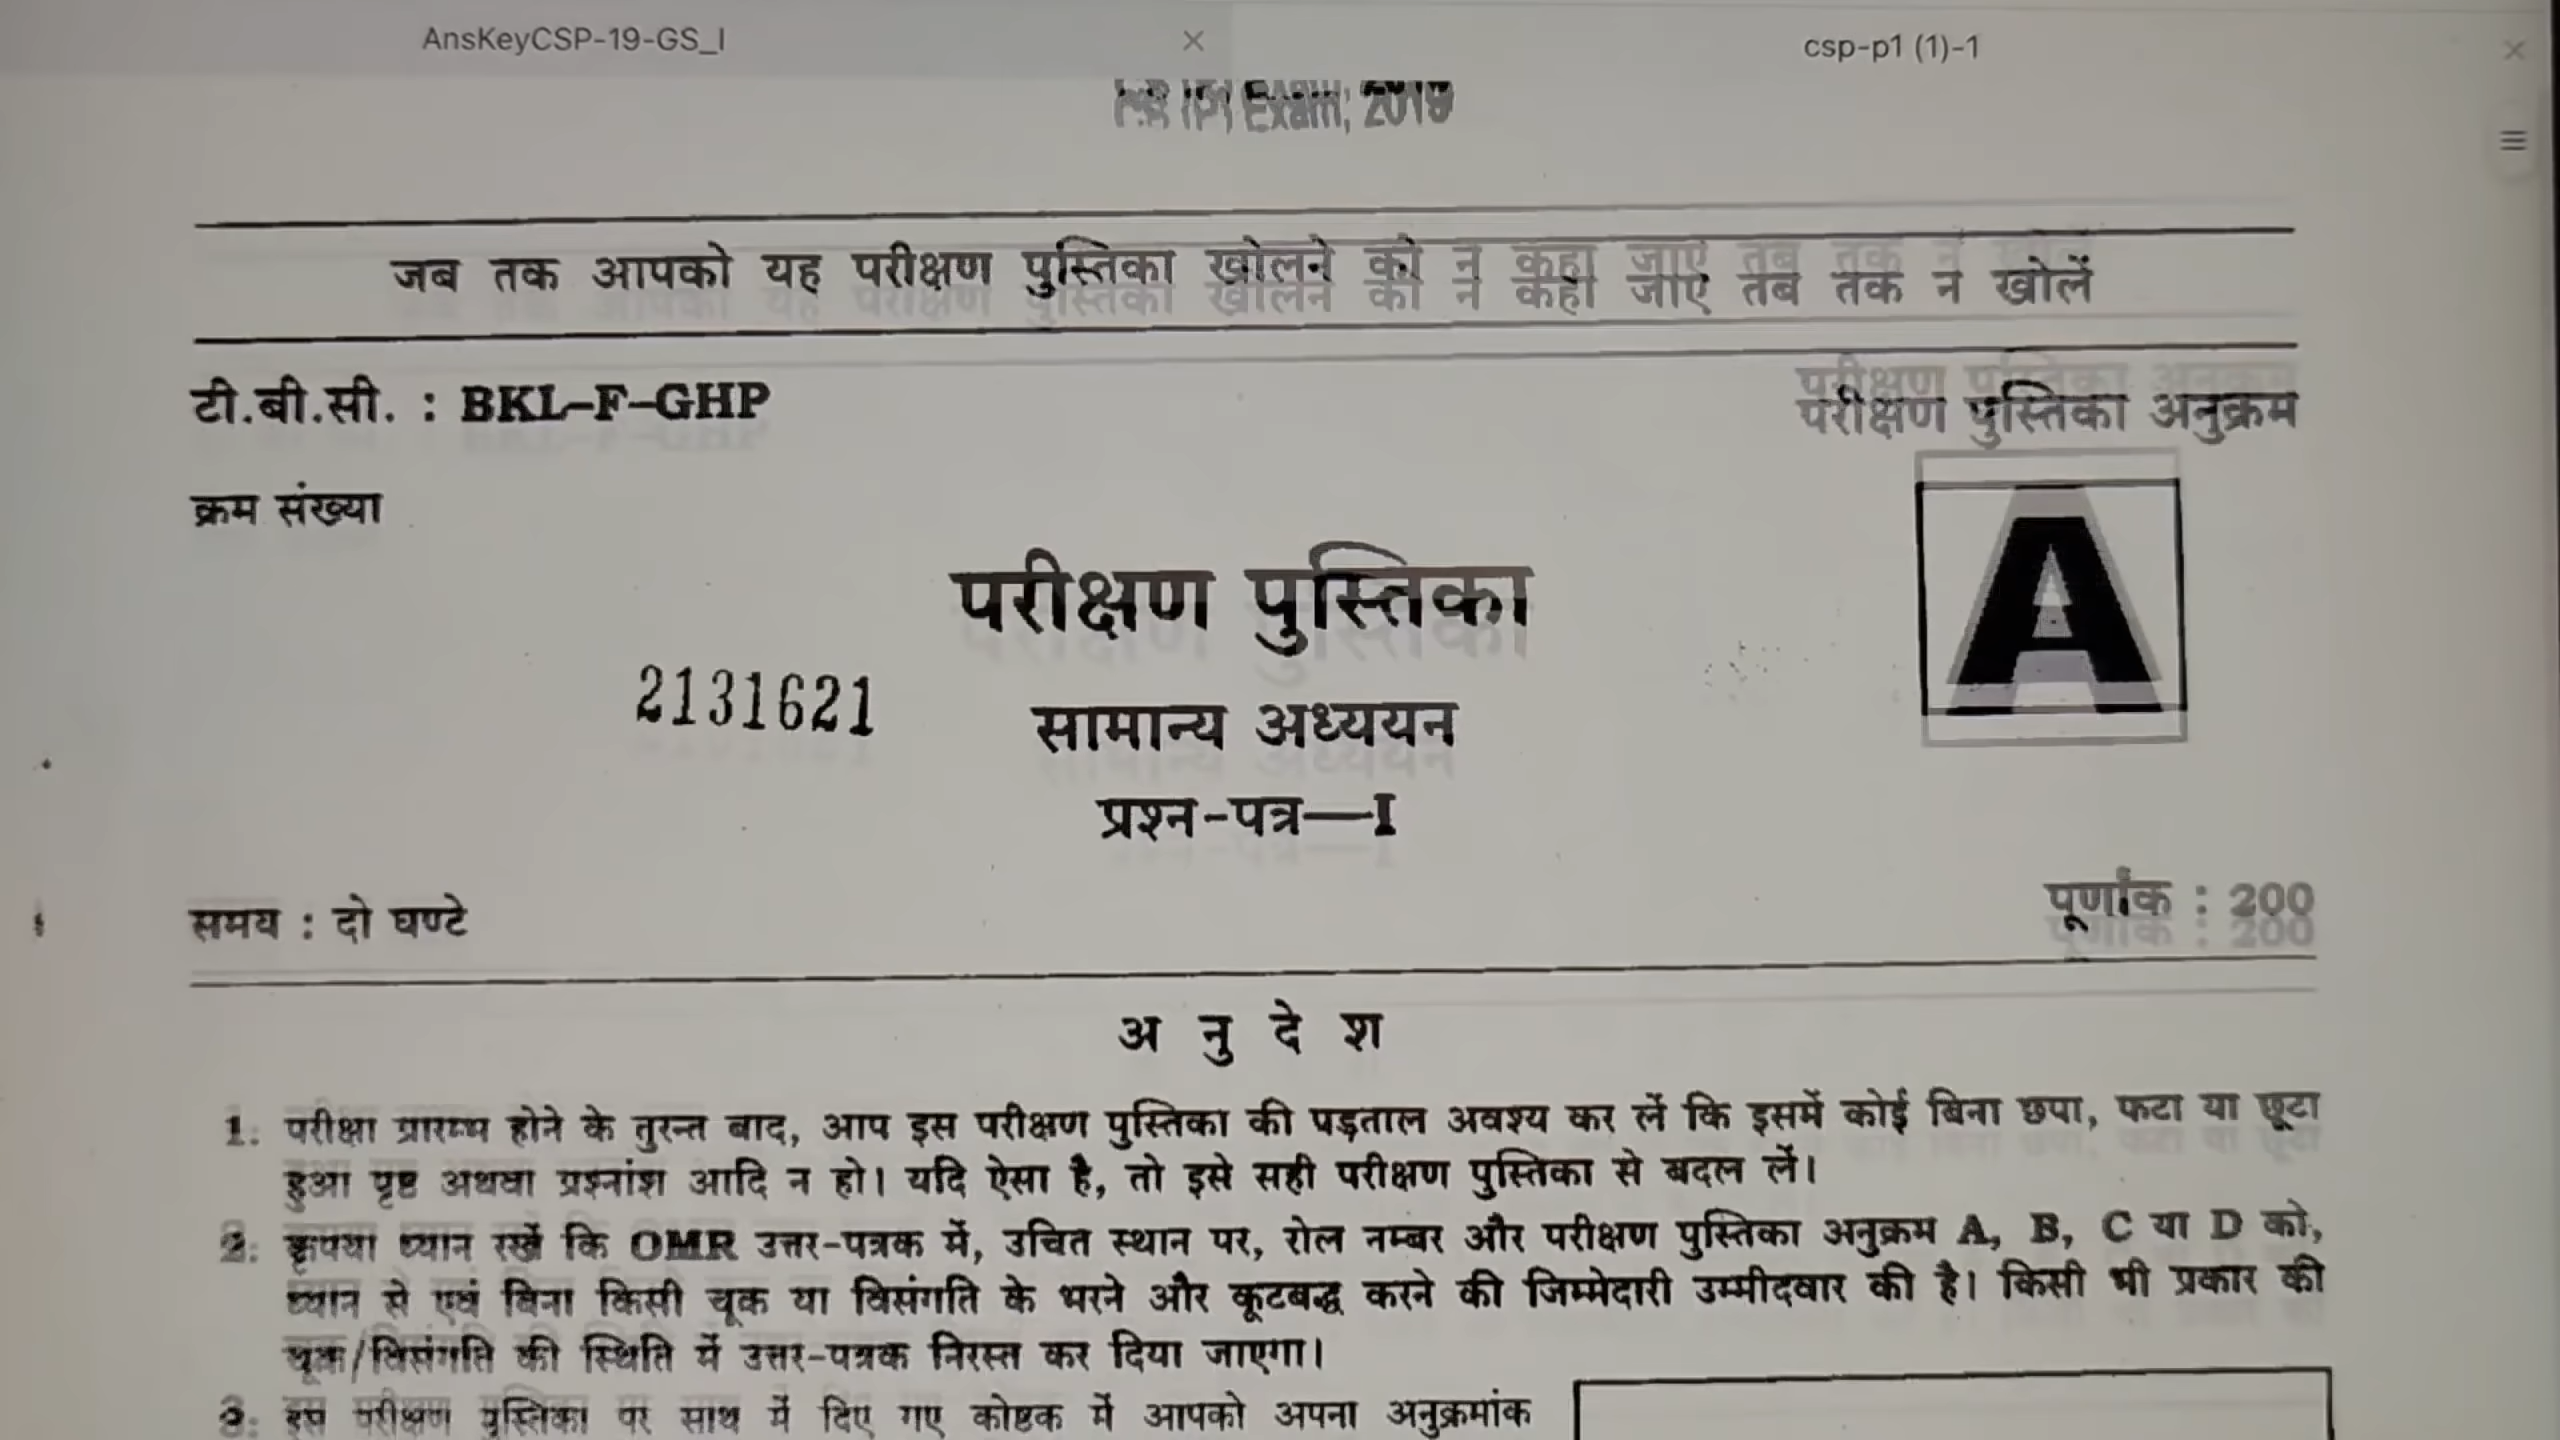 AnsKeyCSP-19-GS_I
csp-p1 (1)-1
Exam, 2019
जब तक आपको यह परीक्षण पुस्तिका खोलने को न कहा जाए तब तक न खोलें
टी.बी.सी. : BKL-F-GHP
परीक्षण पुस्तिका अनुक्रम
क्रम संख्या
A
परीक्षण पुस्तिका
2131621
सामान्य अध्ययन
प्रश्न-पत्र—I
समय : दो घण्टे
पूर्णांक : 200
अ नु दे श
1. परीक्षा प्रारम्भ होने के तुरन्त बाद, आप इस परीक्षण पुस्तिका की पड़ताल अवश्य कर लें कि इसमें कोई बिना छपा, फटा या छूटा
हुआ पृष्ठ अथवा प्रश्नांश आदि न हो। यदि ऐसा है, तो इसे सही परीक्षण पुस्तिका से बदल लें।
2. कृपया ध्यान रखें कि OMR उत्तर-पत्रक में, उचित स्थान पर, रोल नम्बर और परीक्षण पुस्तिका अनुक्रम A, B, C या D को,
ध्यान से एवं बिना किसी चूक या विसंगति के भरने और कूटबद्ध करने की जिम्मेदारी उम्मीदवार की है। किसी भी प्रकार की
चूक/विसंगति की स्थिति में उत्तर-पत्रक निरस्त कर दिया जाएगा।
3. इस परीक्षण पुस्तिका पर साथ में दिए गए कोष्ठक में आपको अपना अनुक्रमांक